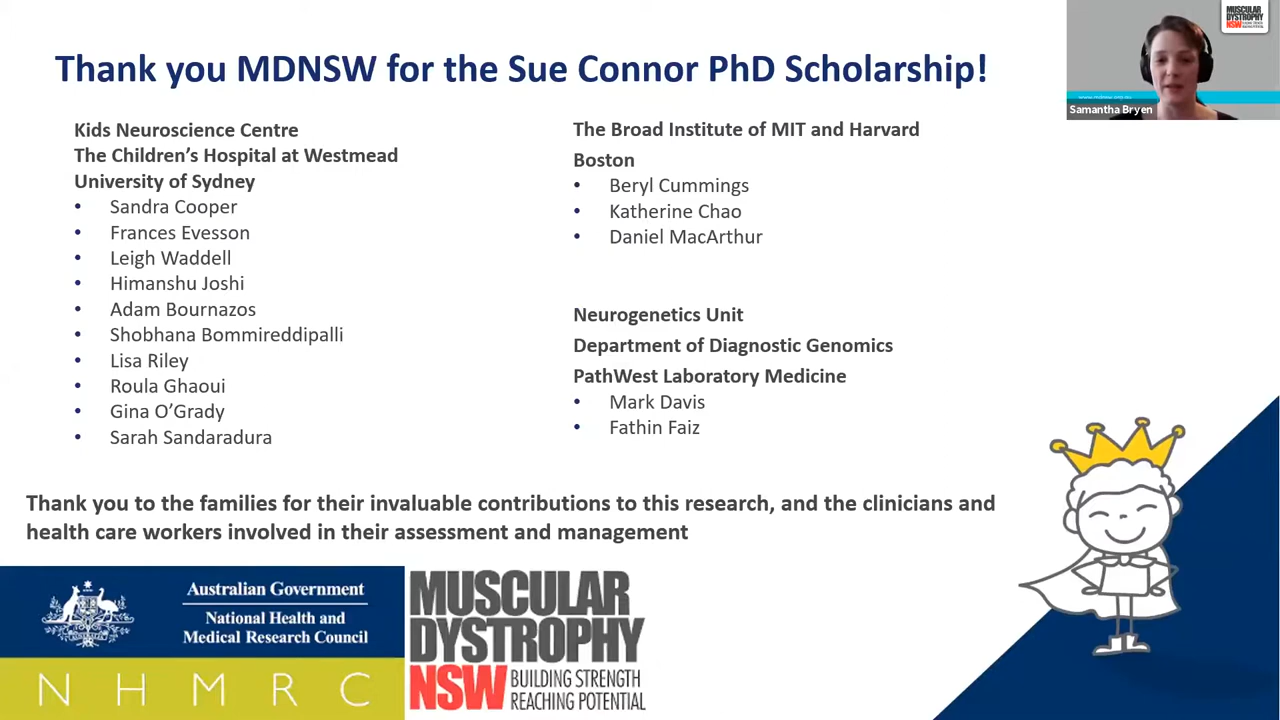 Thank you MDNSW for the Sue Connor PhD Scholarship!
MUSCULAR
DYSTROPHY
NSW
Samantha Bryen
Kids Neuroscience Centre
The Children's Hospital at Westmead
University of Sydney
• Sandra Cooper
• Frances Evesson
• Leigh Waddell
• Himanshu Joshi
• Adam Bournazos
• Shobhana Bommireddipalli
• Lisa Riley
• Roula Ghaoui
• Gina O'Grady
• Sarah Sandaradura
The Broad Institute of MIT and Harvard
Boston
• Beryl Cummings
• Katherine Chao
• Daniel MacArthur
Neurogenetics Unit
Department of Diagnostic Genomics
PathWest Laboratory Medicine
• Mark Davis
• Fathin Faiz
Thank you to the families for their invaluable contributions to this research, and the clinicians and
health care workers involved in their assessment and management
Australian Government
National Health and
Medical Research Council
NHMRC
MUSCULAR
DYSTROPHY
NSW BUILDING STRENGTH
REACHING POTENTIAL